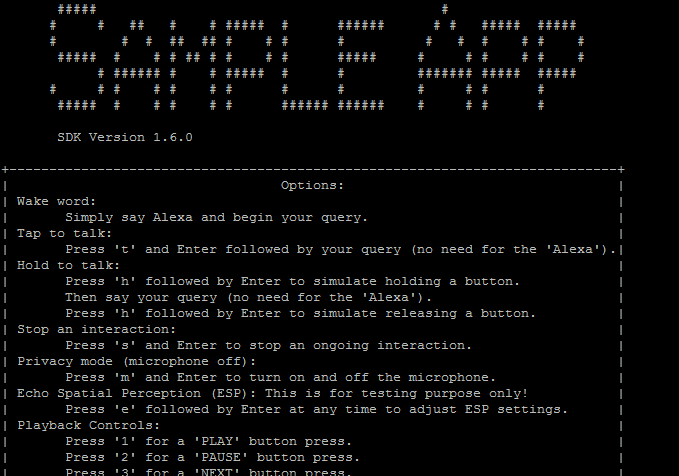 SAMPLE APP
SDK Version 1.6.0
Options:
Wake word:
Simply say Alexa and begin your query.
Tap to talk:
Press 't' and Enter followed by your query (no need for the 'Alexa').
Hold to talk:
Press 'h' followed by Enter to simulate holding a button.
Then say your query (no need for the 'Alexa').
Press 'h' followed by Enter to simulate releasing a button.
Stop an interaction:
Press 's' and Enter to stop an ongoing interaction.
Privacy mode (microphone off):
Press 'm' and Enter to turn on and off the microphone.
Echo Spatial Perception (ESP): This is for testing purpose only!
Press 'e' followed by Enter at any time to adjust ESP settings.
Playback Controls:
Press '1' for a 'PLAY' button press.
Press '2' for a 'PAUSE' button press.
Press '3' for a 'NEXT' button press.